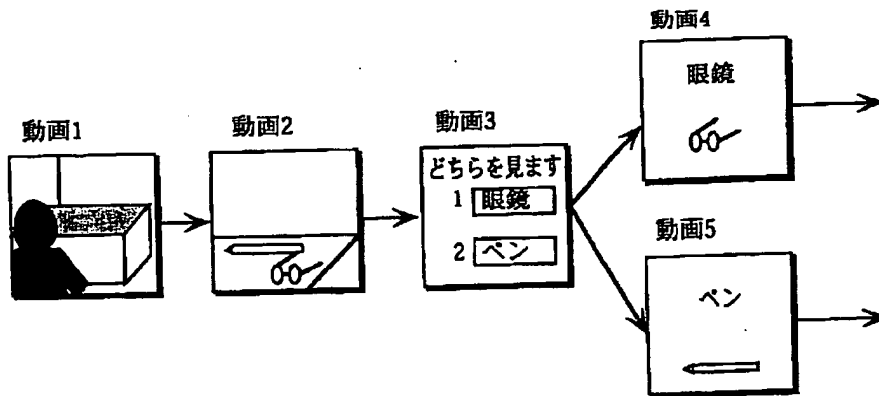 動画1
動画2
動画3
どちらを見ます
1 眼鏡
2 ペン
動画4
眼鏡
動画5
ペン